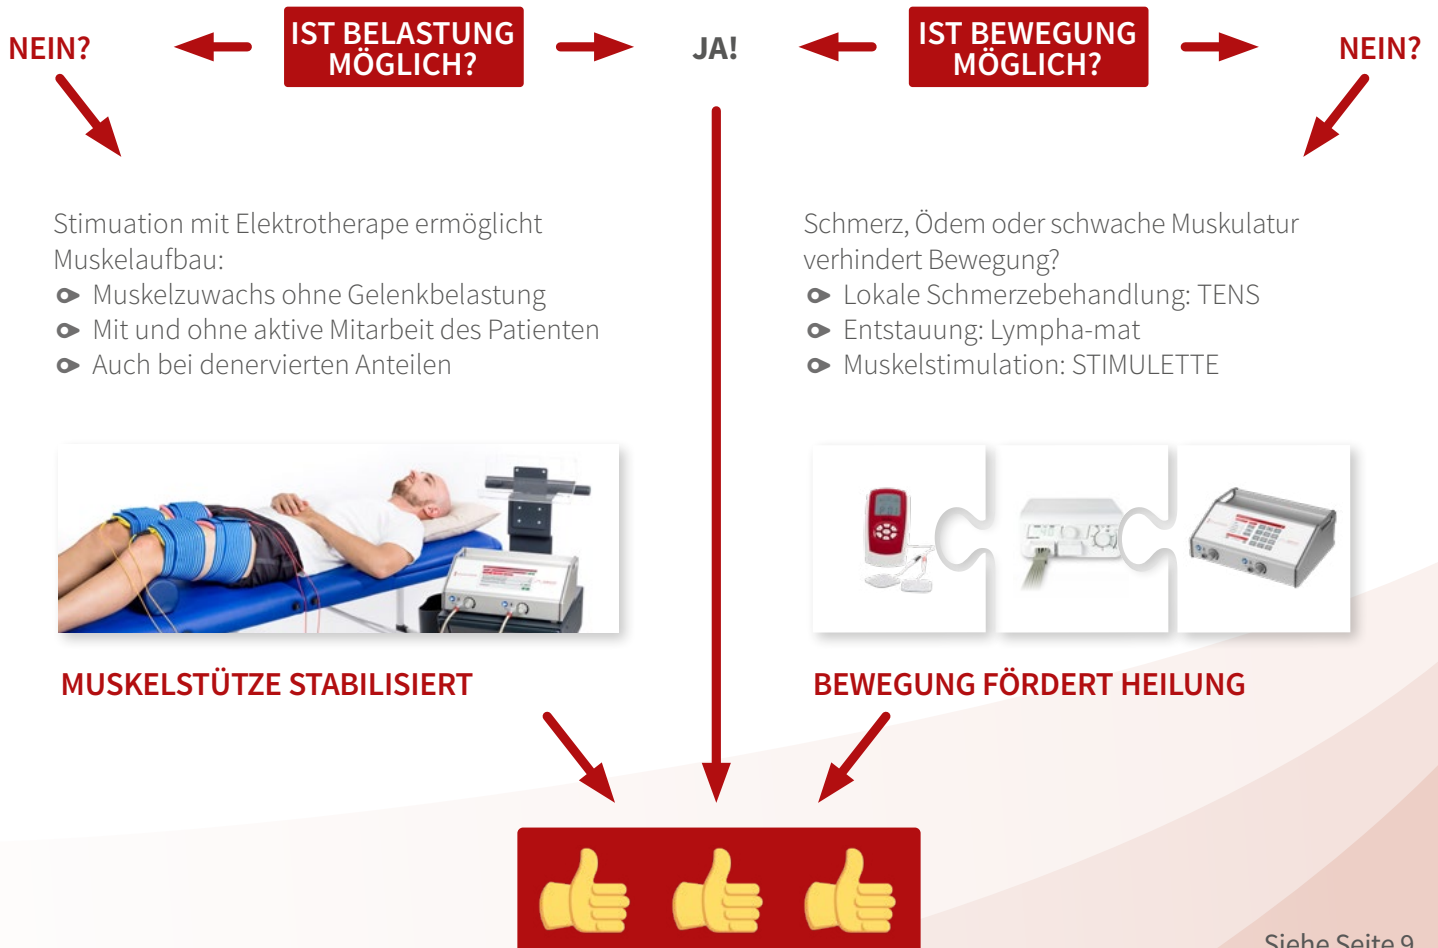 NEIN?
IST BELASTUNG
MÖGLICH?
JA!
IST BEWEGUNG
MÖGLICH?
NEIN?
Stimuation mit Elektrotherape ermöglicht
Muskelaufbau:
Muskelzuwachs ohne Gelenkbelastung
Mit und ohne aktive Mitarbeit des Patienten
Auch bei denervierten Anteilen
Schmerz, Ödem oder schwache Muskulatur
verhindert Bewegung?
Lokale Schmerzebehandlung: TENS
Entstauung: Lympha-mat
Muskelstimulation: STIMULETTE
MUSKELSTÜTZE STABILISIERT
BEWEGUNG FÖRDERT HEILUNG
Siehe Seite 9